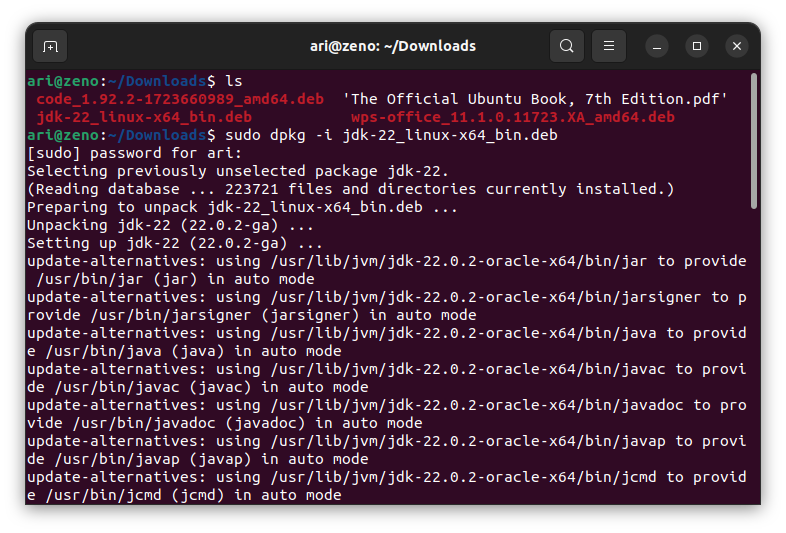 ari@zeno: ~/Downloads
ari@zeno:~/Downloads$ ls
code_1.92.2-1723660989_amd64.deb  'The Official Ubuntu Book, 7th Edition.pdf'
jdk-22_linux-x64_bin.deb           wps-office_11.1.0.11723.XA_amd64.deb
ari@zeno:~/Downloads$ sudo dpkg -i jdk-22_linux-x64_bin.deb
[sudo] password for ari:
Selecting previously unselected package jdk-22.
(Reading database ... 223721 files and directories currently installed.)
Preparing to unpack jdk-22_linux-x64_bin.deb ...
Unpacking jdk-22 (22.0.2-ga) ...
Setting up jdk-22 (22.0.2-ga) ...
update-alternatives: using /usr/lib/jvm/jdk-22.0.2-oracle-x64/bin/jar to provide
 /usr/bin/jar (jar) in auto mode
update-alternatives: using /usr/lib/jvm/jdk-22.0.2-oracle-x64/bin/jarsigner to p
rovide /usr/bin/jarsigner (jarsigner) in auto mode
update-alternatives: using /usr/lib/jvm/jdk-22.0.2-oracle-x64/bin/java to provid
e /usr/bin/java (java) in auto mode
update-alternatives: using /usr/lib/jvm/jdk-22.0.2-oracle-x64/bin/javac to provi
de /usr/bin/javac (javac) in auto mode
update-alternatives: using /usr/lib/jvm/jdk-22.0.2-oracle-x64/bin/javadoc to pro
vide /usr/bin/javadoc (javadoc) in auto mode
update-alternatives: using /usr/lib/jvm/jdk-22.0.2-oracle-x64/bin/javap to provi
de /usr/bin/javap (javap) in auto mode
update-alternatives: using /usr/lib/jvm/jdk-22.0.2-oracle-x64/bin/jcmd to provid
e /usr/bin/jcmd (jcmd) in auto mode